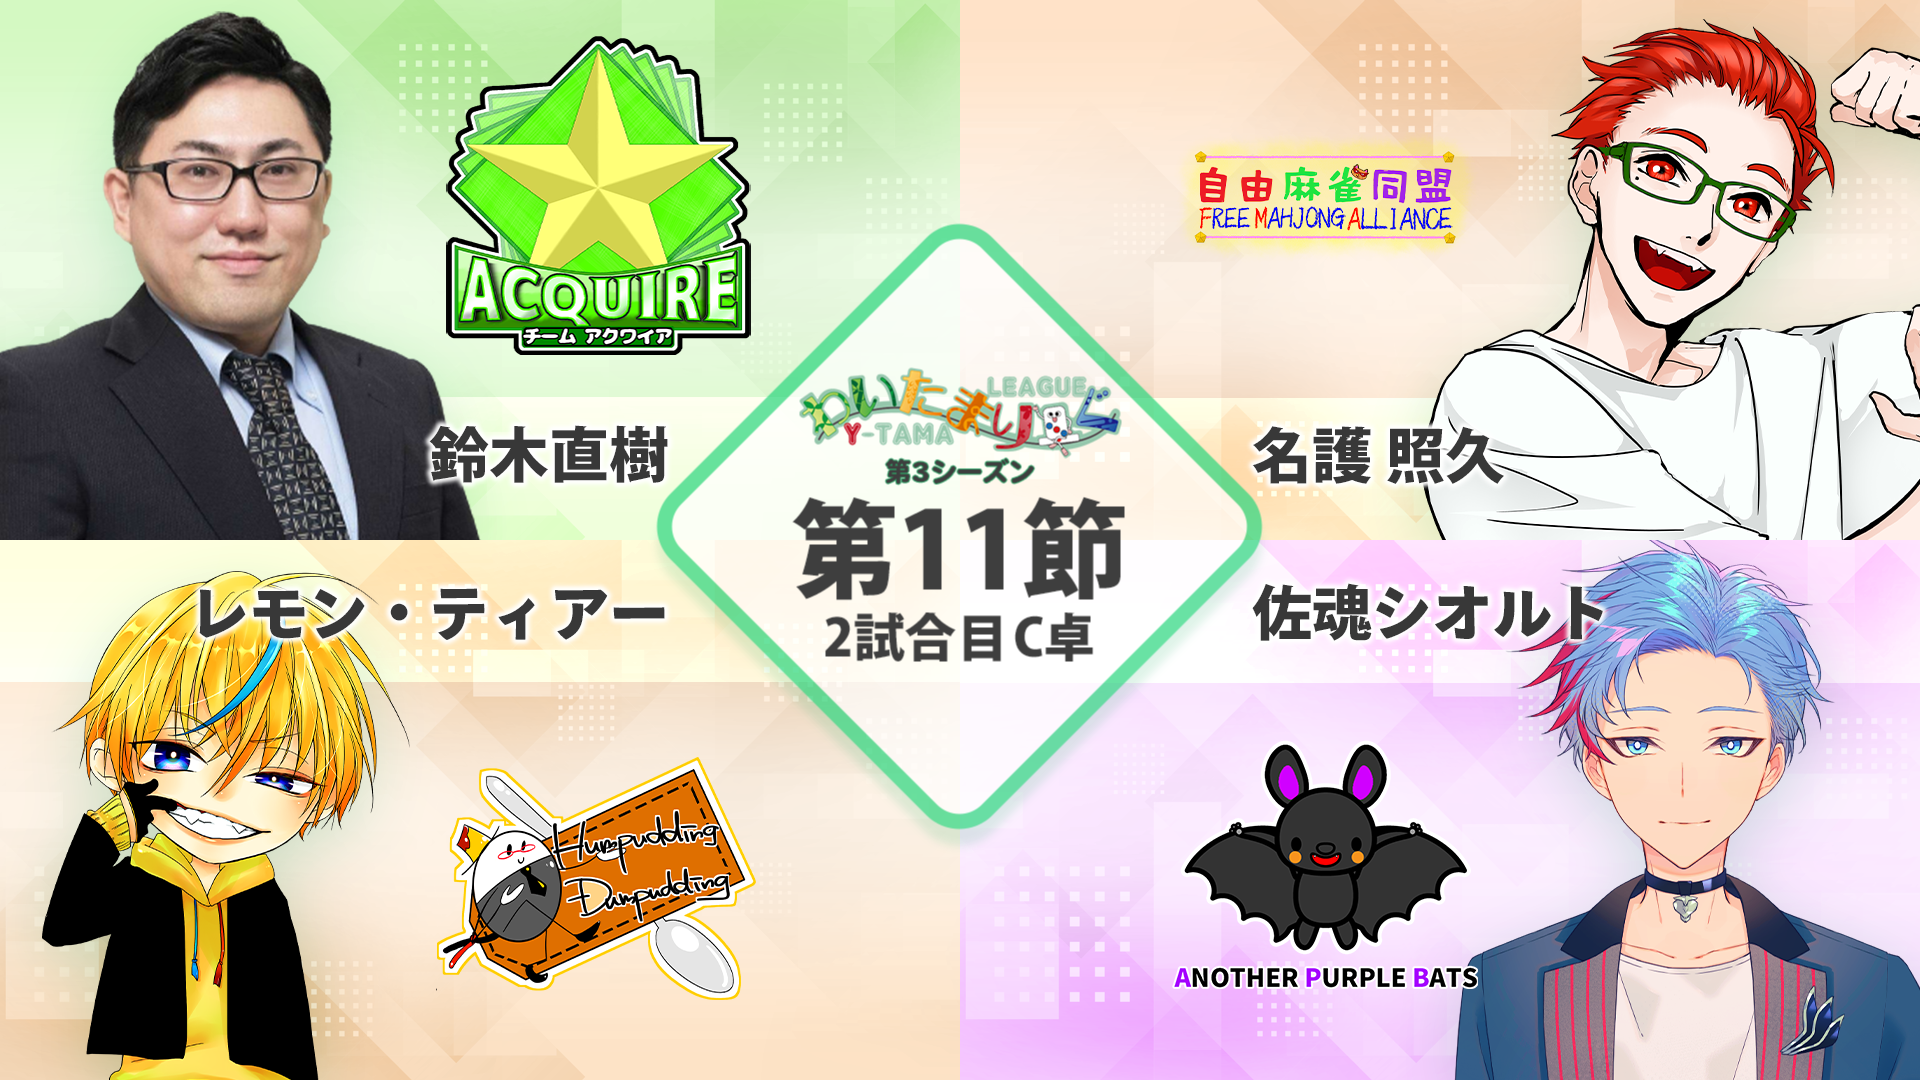 ACQUIRE
チーム アクワイア
鈴木直樹
自由麻雀同盟
FREE MAHJONG ALLIANCE
名護 照久
わいたまりーぐ
LEAGUE
Y-TAMA
第3シーズン
第11節
2試合目 C卓
レモン・ティアー
Humpudding
Dumpudding
佐魂シオルト
ANOTHER PURPLE BATS